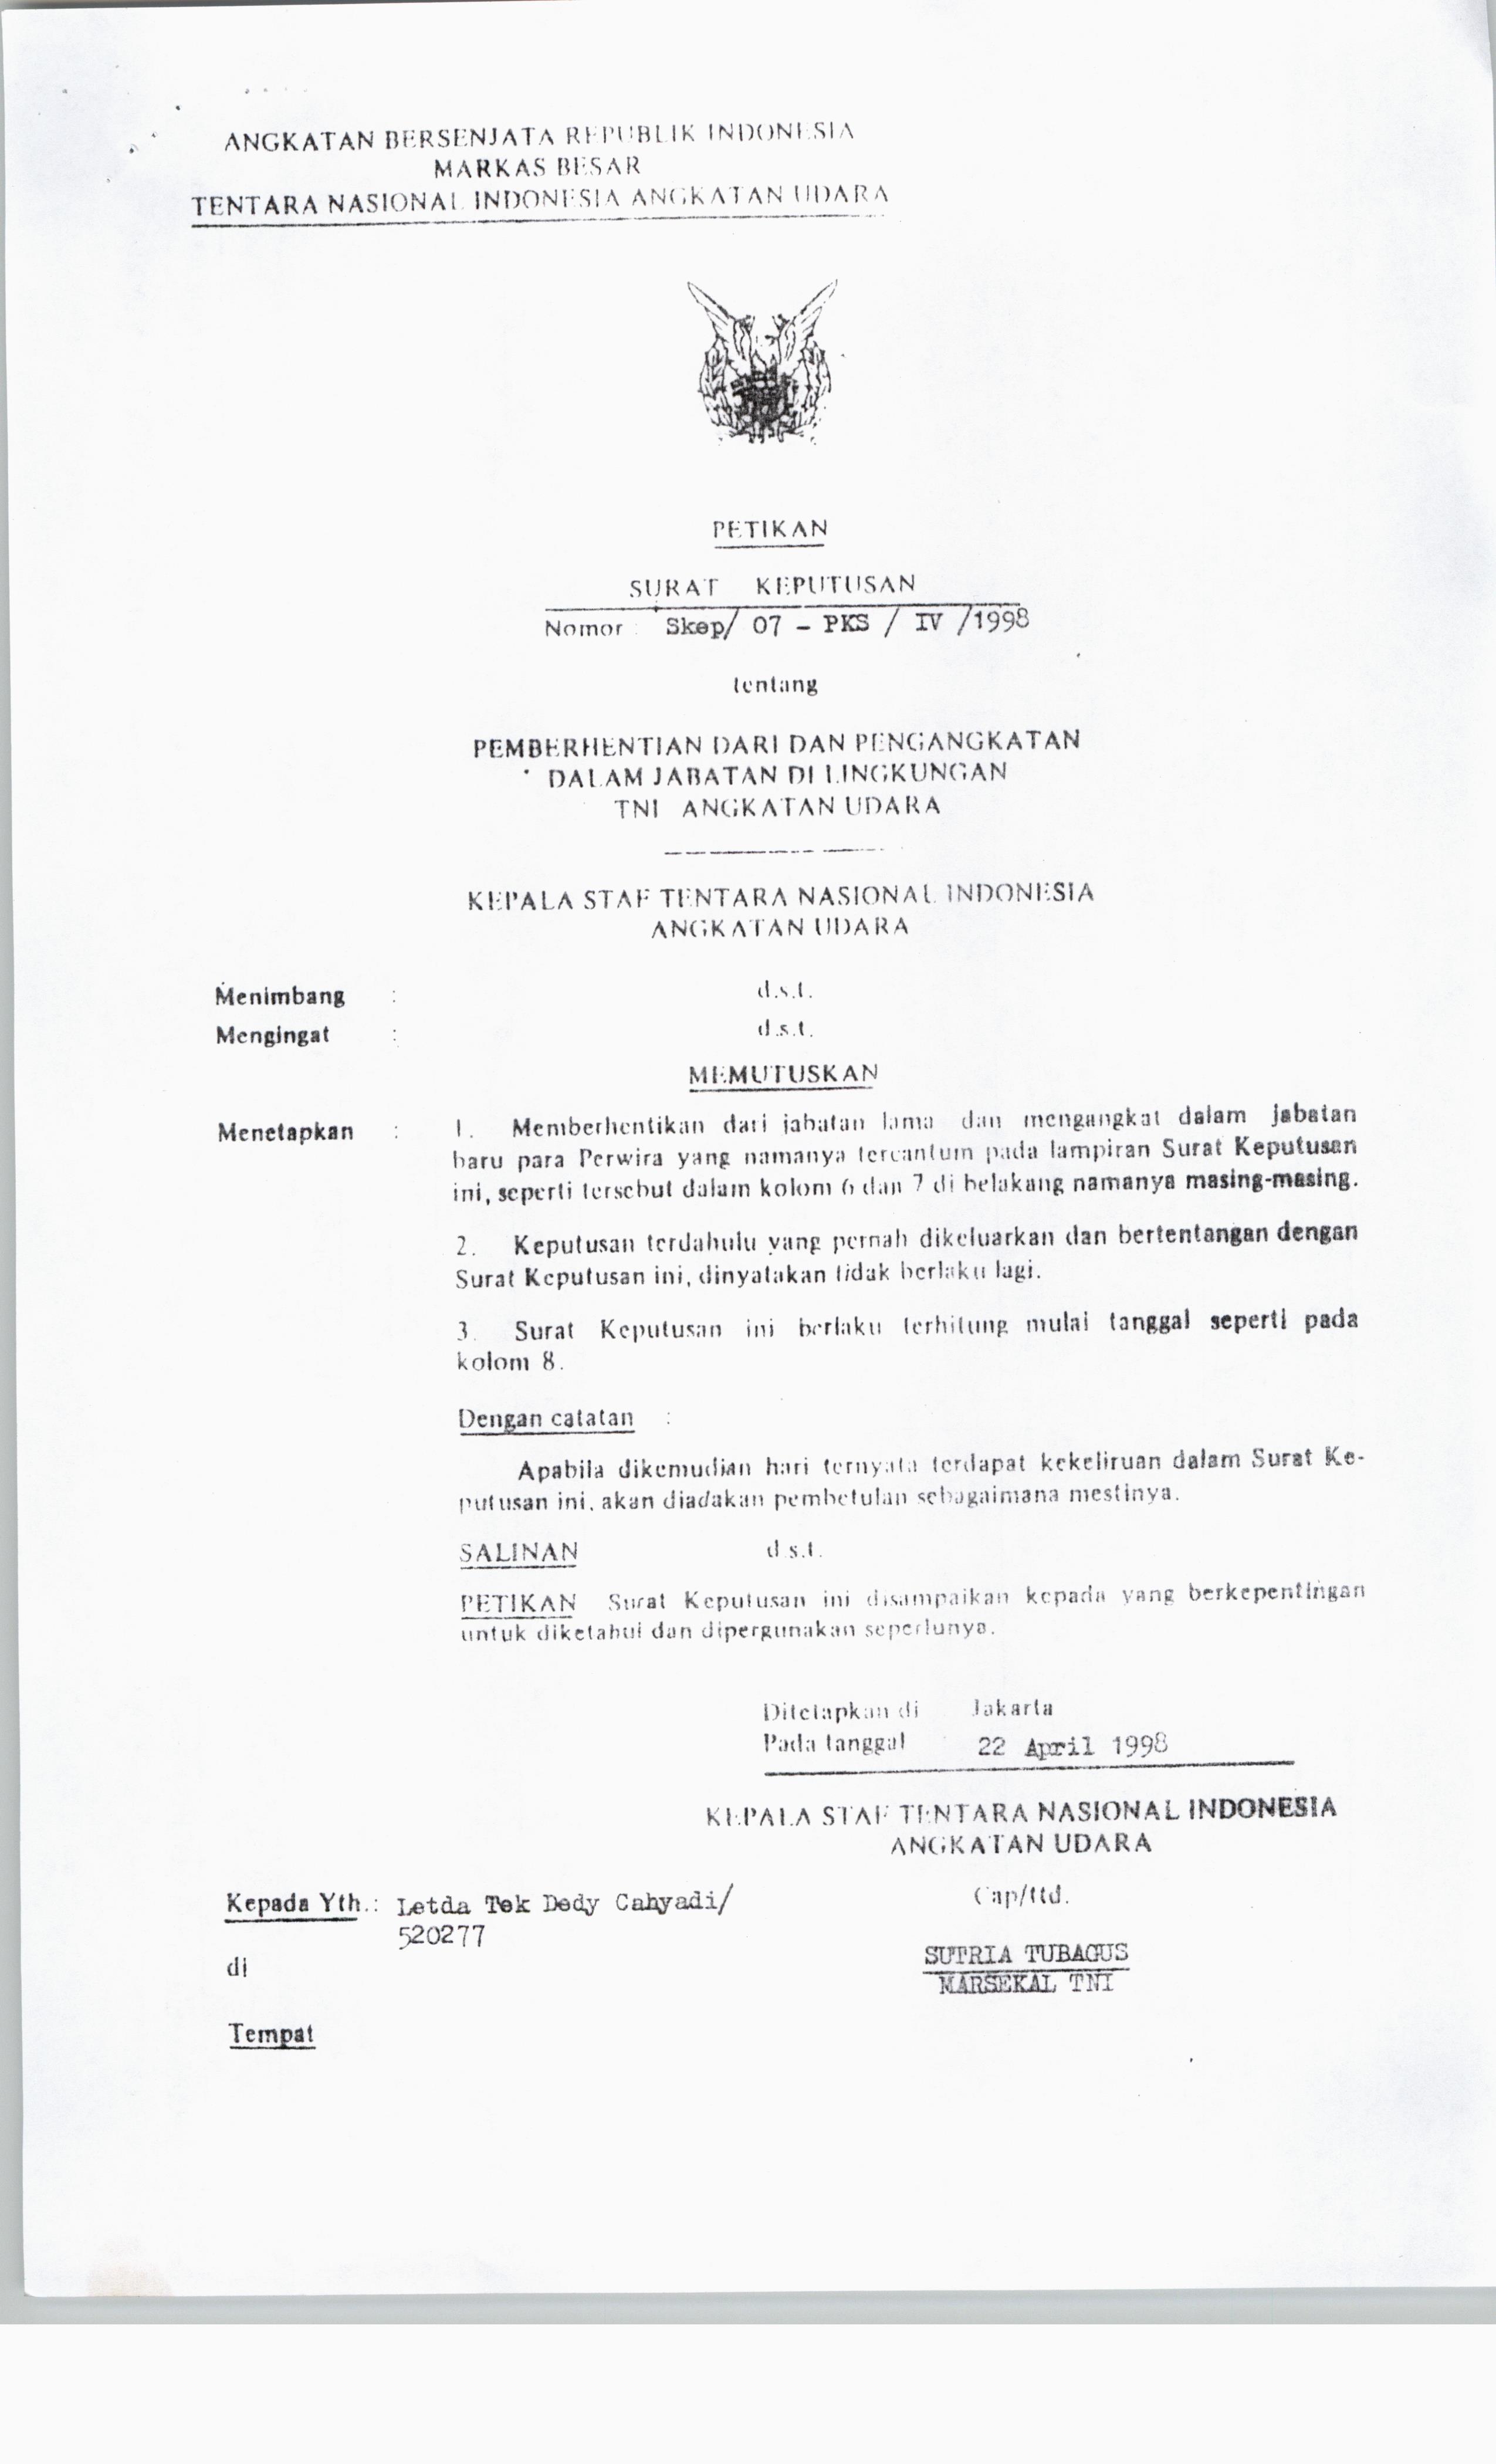 ANGKATAN BERSENJATA REPUBLIK INDONESIA
MARKAS BESAR
TENTARA NASIONAL INDONESIA ANGKATAN UDARA
PETIKAN
SURAT KEPUTUSAN
Nomor : Skep/ 07 - PKS / IV /1998
tentang
PEMBERHENTIAN DARI DAN PENGANGKATAN
DALAM JABATAN DI LINGKUNGAN
TNI ANGKATAN UDARA
KEPALA STAF TENTARA NASIONAL INDONESIA
ANGKATAN UDARA
Menimbang : d.s.t.
Mengingat : d.s.t.
MEMUTUSKAN
Menetapkan : 1. Memberhentikan dari jabatan lama dan mengangkat dalam jabatan
baru para Perwira yang namanya tercantum pada lampiran Surat Keputusan
ini, seperti tersebut dalam kolom 6 dan 7 di belakang namanya masing-masing.
2. Keputusan terdahulu yang pernah dikeluarkan dan bertentangan dengan
Surat Keputusan ini, dinyatakan tidak berlaku lagi.
3. Surat Keputusan ini berlaku terhitung mulai tanggal seperti pada
kolom 8.
Dengan catatan :
Apabila dikemudian hari ternyata terdapat kekeliruan dalam Surat Ke-
putusan ini, akan diadakan pembetulan sebagaimana mestinya.
SALINAN d.s.t.
PETIKAN Surat Keputusan ini disampaikan kepada yang berkepentingan
untuk diketahui dan dipergunakan seperlunya.
Ditetapkan di Jakarta
Pada tanggal : 22 April 1998
KEPALA STAF TENTARA NASIONAL INDONESIA
ANGKATAN UDARA
Cap/ttd.
SUTRIA TUBAGUS
MARSEKAL TNI
Kepada Yth.: Letda Tek Dedy Cahyadi/
520277
di
Tempat